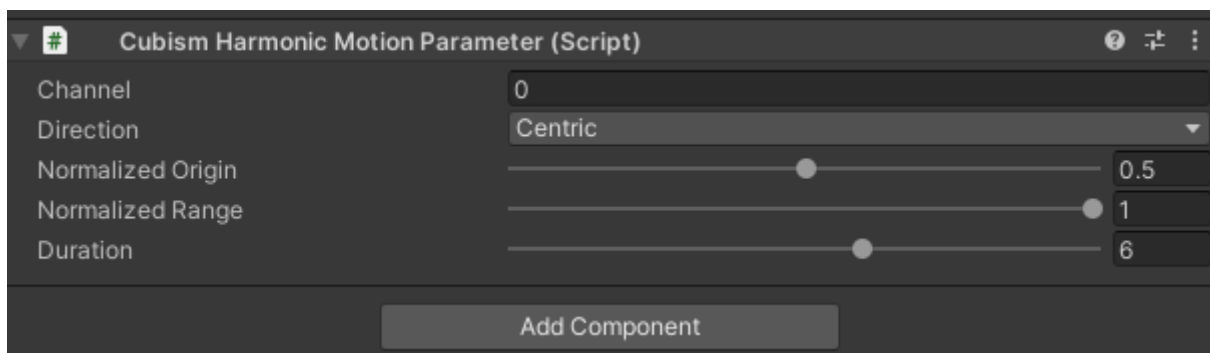 Cubism Harmonic Motion Parameter (Script)
Channel 0
Direction Centric
Normalized Origin 0.5
Normalized Range 1
Duration 6
Add Component